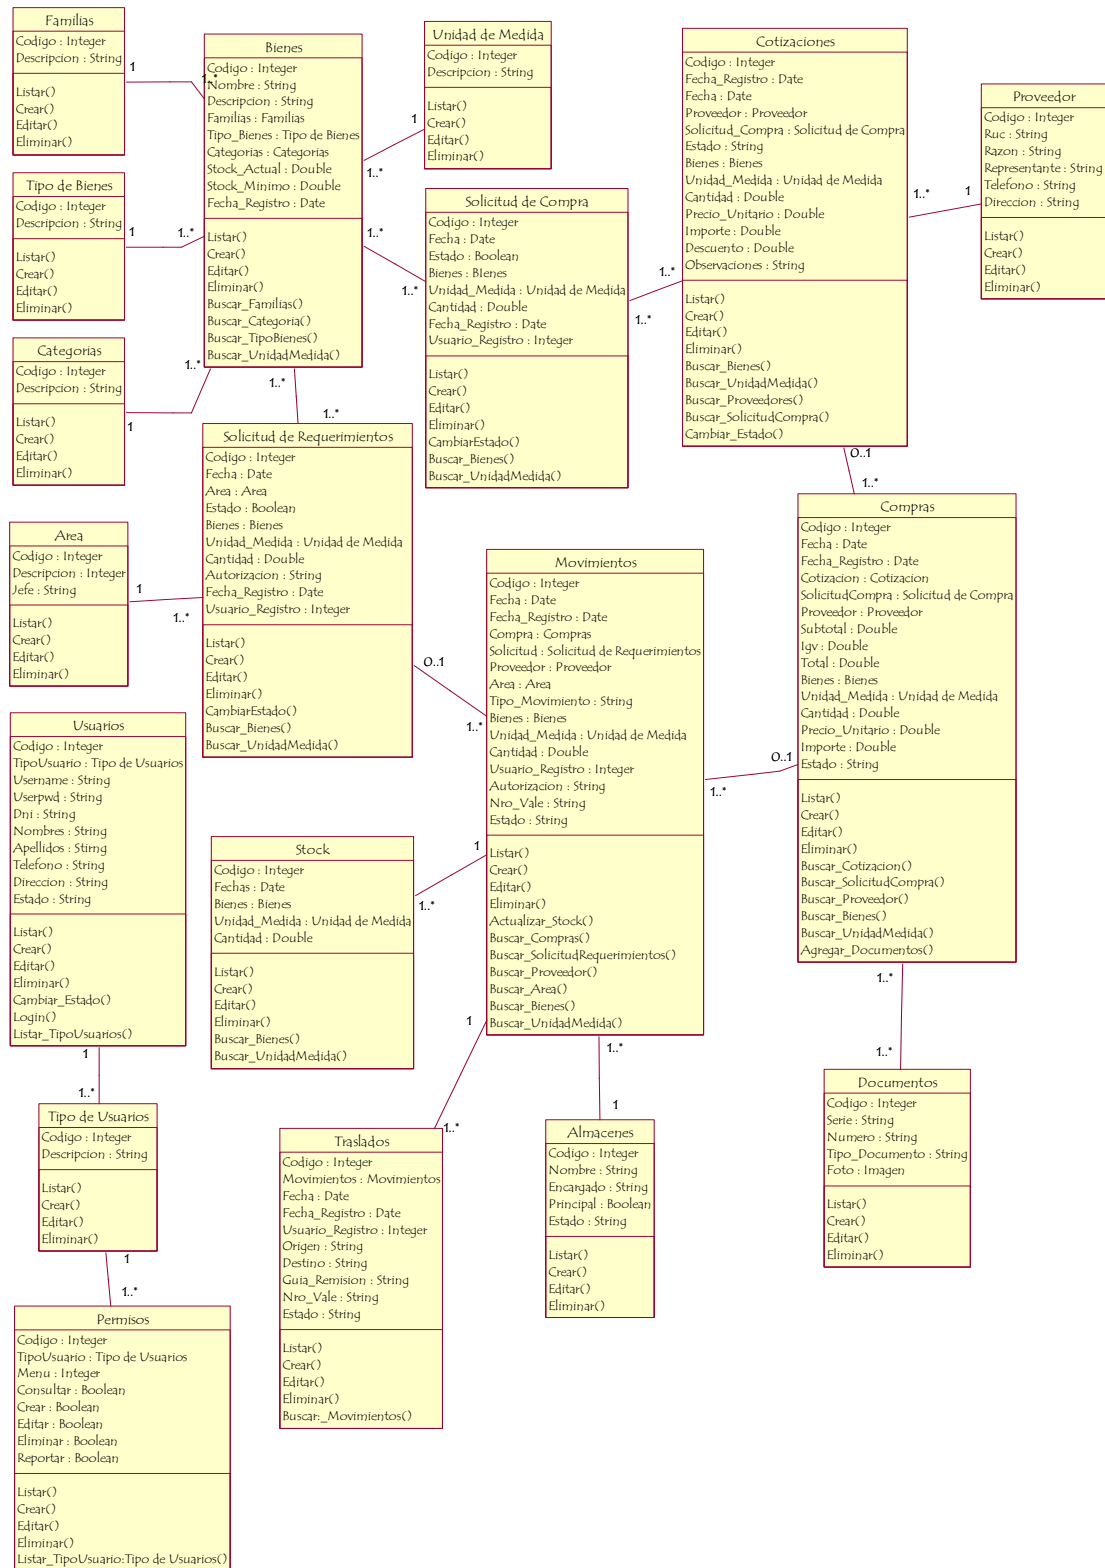 Familias
Codigo : Integer
Descripcion : String
Listar()
Crear()
Editar()
Eliminar()
1
1..*
Bienes
Codigo : Integer
Nombre : String
Descripcion : String
Familias : Familias
Tipo_Bienes : Tipo de Bienes
Categorias : Categorias
Stock_Actual : Double
Stock_Minimo : Double
Fecha_Registro : Date
Listar()
Crear()
Editar()
Eliminar()
Buscar_Familias()
Buscar_Categoria()
Buscar_TipoBienes()
Buscar_UnidadMedida()
Unidad de Medida
Codigo : Integer
Descripcion : String
Listar()
Crear()
Editar()
Eliminar()
1
1..*
Cotizaciones
Codigo : Integer
Fecha_Registro : Date
Fecha : Date
Proveedor : Proveedor
Solicitud_Compra : Solicitud de Compra
Estado : String
Bienes : Bienes
Unidad_Medida : Unidad de Medida
Cantidad : Double
Precio_Unitario : Double
Importe : Double
Descuento : Double
Observaciones : String
Listar()
Crear()
Editar()
Eliminar()
Buscar_Bienes()
Buscar_UnidadMedida()
Buscar_Proveedores()
Buscar_SolicitudCompra()
Cambiar_Estado()
Proveedor
Codigo : Integer
Ruc : String
Razon : String
Representante : String
Telefono : String
Direccion : String
Listar()
Crear()
Editar()
Eliminar()
1..*
1
Tipo de Bienes
Codigo : Integer
Descripcion : String
Listar()
Crear()
Editar()
Eliminar()
1
1..*
Solicitud de Compra
Codigo : Integer
Fecha : Date
Estado : Boolean
Bienes : BIenes
Unidad_Medida : Unidad de Medida
Cantidad : Double
Fecha_Registro : Date
Usuario_Registro : Integer
Listar()
Crear()
Editar()
Eliminar()
CambiarEstado()
Buscar_Bienes()
Buscar_UnidadMedida()
1..*
1..*
1..*
1..*
Categorias
Codigo : Integer
Descripcion : String
Listar()
Crear()
Editar()
Eliminar()
1..*
1
1..*
1..*
Solicitud de Requerimientos
Codigo : Integer
Fecha : Date
Area : Area
Estado : Boolean
Bienes : Bienes
Unidad_Medida : Unidad de Medida
Cantidad : Double
Autorizacion : String
Fecha_Registro : Date
Usuario_Registro : Integer
Listar()
Crear()
Editar()
Eliminar()
CambiarEstado()
Buscar_Bienes()
Buscar_UnidadMedida()
0..1
1..*
Compras
Codigo : Integer
Fecha : Date
Fecha_Registro : Date
Cotizacion : Cotizacion
SolicitudCompra : Solicitud de Compra
Proveedor : Proveedor
Subtotal : Double
Igv : Double
Total : Double
Bienes : Bienes
Unidad_Medida : Unidad de Medida
Cantidad : Double
Precio_Unitario : Double
Importe : Double
Estado : String
Listar()
Crear()
Editar()
Eliminar()
Buscar_Cotizacion()
Buscar_SolicitudCompra()
Buscar_Proveedor()
Buscar_Bienes()
Buscar_UnidadMedida()
Agregar_Documentos()
Area
Codigo : Integer
Descripcion : Integer
Jefe : String
Listar()
Crear()
Editar()
Eliminar()
1
1..*
Movimientos
Codigo : Integer
Fecha : Date
Fecha_Registro : Date
Compra : Compras
Solicitud : Solicitud de Requerimientos
Proveedor : Proveedor
Area : Area
Tipo_Movimiento : String
Bienes : Bienes
Unidad_Medida : Unidad de Medida
Cantidad : Double
Usuario_Registro : Integer
Autorizacion : String
Nro_Vale : String
Estado : String
Listar()
Crear()
Editar()
Eliminar()
Actualizar_Stock()
Buscar_Compras()
Buscar_SolicitudRequerimientos()
Buscar_Proveedor()
Buscar_Area()
Buscar_Bienes()
Buscar_UnidadMedida()
0..1
1..*
0..1
1..*
Usuarios
Codigo : Integer
TipoUsuario : Tipo de Usuarios
Username : String
Userpwd : String
Dni : String
Nombres : String
Apellidos : Stirng
Telefono : String
Direccion : String
Estado : String
Listar()
Crear()
Editar()
Eliminar()
Cambiar_Estado()
Login()
Listar_TipoUsuarios()
Stock
Codigo : Integer
Fechas : Date
Bienes : Bienes
Unidad_Medida : Unidad de Medida
Cantidad : Double
Listar()
Crear()
Editar()
Eliminar()
Buscar_Bienes()
Buscar_UnidadMedida()
1
1..*
1
1..*
1..*
1
1..*
1..*
1
1..*
Tipo de Usuarios
Codigo : Integer
Descripcion : String
Listar()
Crear()
Editar()
Eliminar()
Traslados
Codigo : Integer
Movimientos : Movimientos
Fecha : Date
Fecha_Registro : Date
Usuario_Registro : Integer
Origen : String
Destino : String
Guia_Remision : String
Nro_Vale : String
Estado : String
Listar()
Crear()
Editar()
Eliminar()
Buscar:_Movimientos()
Almacenes
Codigo : Integer
Nombre : String
Encargado : String
Principal : Boolean
Estado : String
Listar()
Crear()
Editar()
Eliminar()
Documentos
Codigo : Integer
Serie : String
Numero : String
Tipo_Documento : String
Foto : Imagen
Listar()
Crear()
Editar()
Eliminar()
1
1..*
Permisos
Codigo : Integer
TipoUsuario : Tipo de Usuarios
Menu : Integer
Consultar : Boolean
Crear : Boolean
Editar : Boolean
Eliminar : Boolean
Reportar : Boolean
Listar()
Crear()
Editar()
Eliminar()
Listar_TipoUsuario:Tipo de Usuarios()